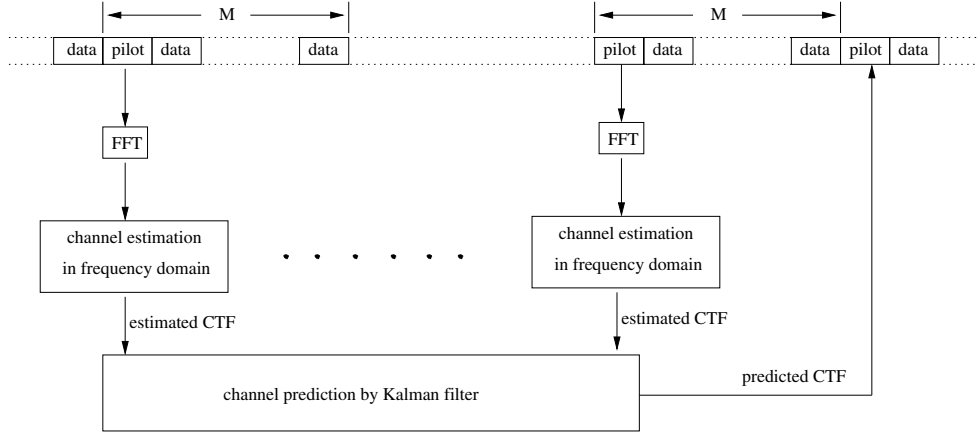 M
M
data pilot data
data
pilot data
data pilot data
FFT
FFT
channel estimation
in frequency domain
channel estimation
in frequency domain
estimated CTF
estimated CTF
channel prediction by Kalman filter
predicted CTF